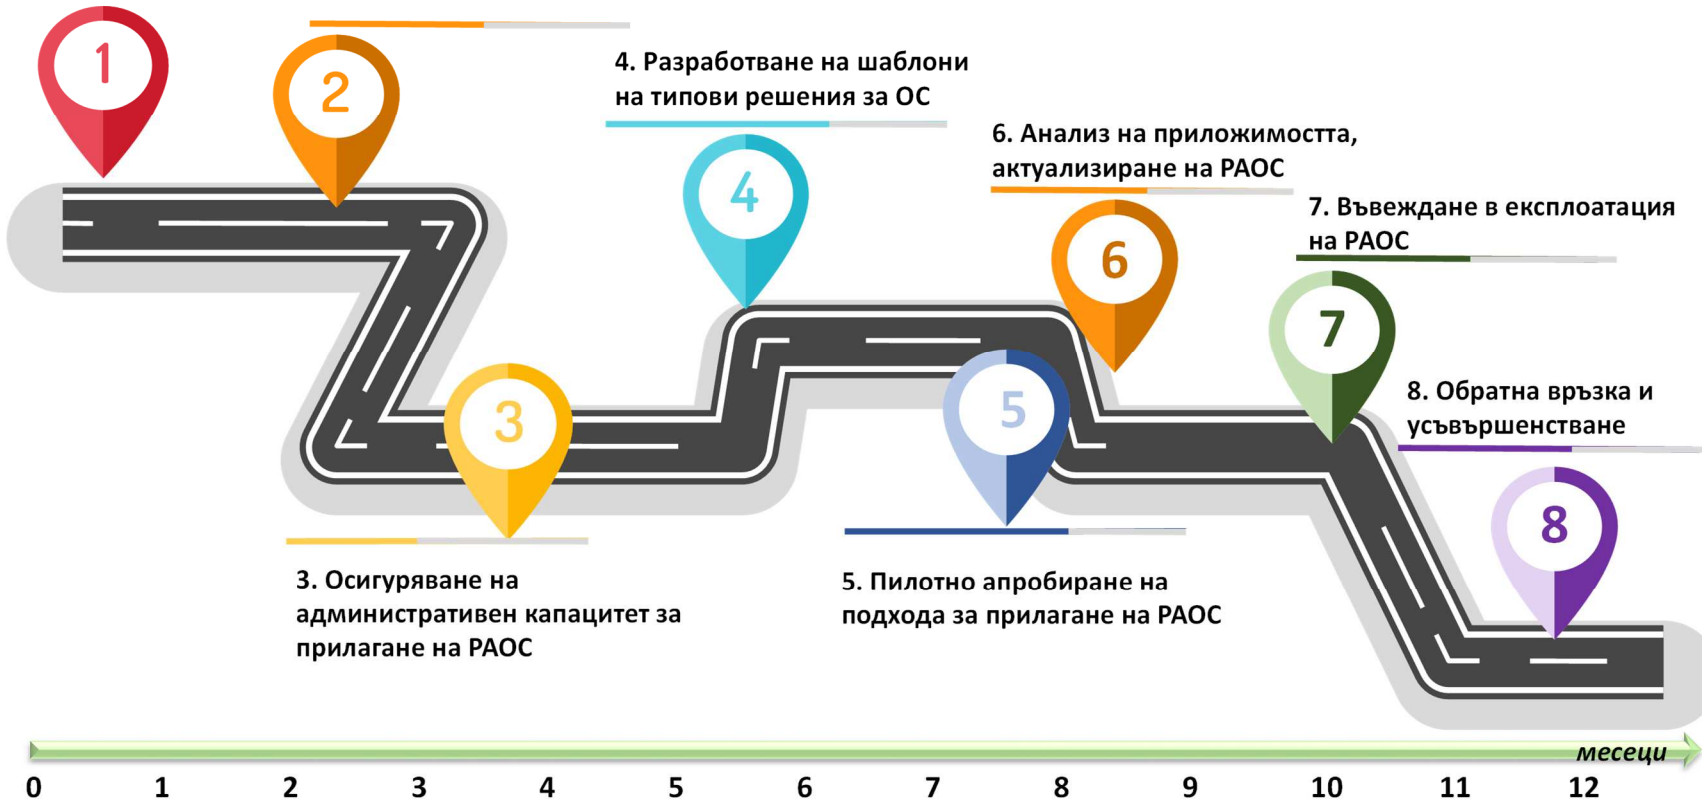 1
2
4. Разработване на шаблони
на типови решения за ОС
4
6. Анализ на приложимостта,
актуализиране на РАОС
6
7. Въвеждане в експлоатация
на РАОС
7
3
3. Осигуряване на
административен капацитет за
прилагане на РАОС
5
5. Пилотно апробиране на
подхода за прилагане на РАОС
8. Обратна връзка и
усъвършенстване
8
месеци
0 1 2 3 4 5 6 7 8 9 10 11 12